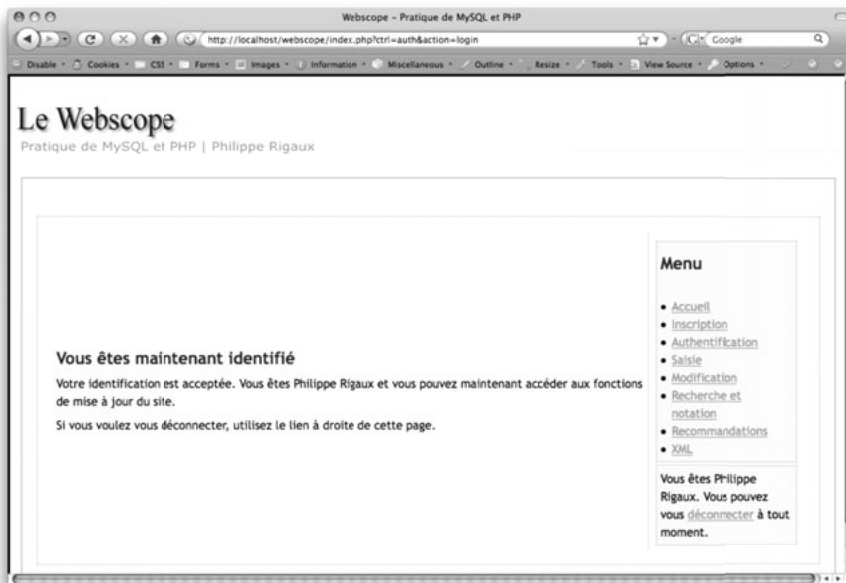 Webscope - Pratique de MySQL et PHP
http://localhost/webscope/index.php?ctrl=auth&action=login
Google
Disable Cookies CSS Forms Images Information Miscellaneous Outline Resize Tools View Source Options
Le Webscope
Pratique de MySQL et PHP | Philippe Rigaux
Vous êtes maintenant identifié
Votre identification est acceptée. Vous êtes Philippe Rigaux et vous pouvez maintenant accéder aux fonctions
de mise à jour du site.
Si vous voulez vous déconnecter, utilisez le lien à droite de cette page.
Menu
Accueil
Inscription
Authentification
Saisie
Modification
Recherche et
notation
Recommandations
XML
Vous êtes Philippe
Rigaux. Vous pouvez
vous déconnecter à tout
moment.